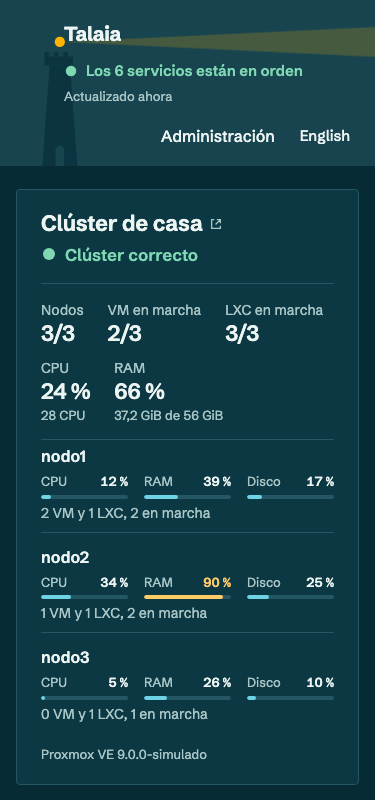 Talaia
Los 6 servicios están en orden
Actualizado ahora
Administración English
Clúster de casa
Clúster correcto
Nodos VM en marcha LXC en marcha
3/3 2/3 3/3
CPU RAM
24 % 66 %
28 CPU 37,2 GiB de 56 GiB
nodo1
CPU 12 % RAM 39 % Disco 17 %
2 VM y 1 LXC, 2 en marcha
nodo2
CPU 34 % RAM 90 % Disco 25 %
1 VM y 1 LXC, 2 en marcha
nodo3
CPU 5 % RAM 26 % Disco 10 %
0 VM y 1 LXC, 1 en marcha
Proxmox VE 9.0.0-simulado